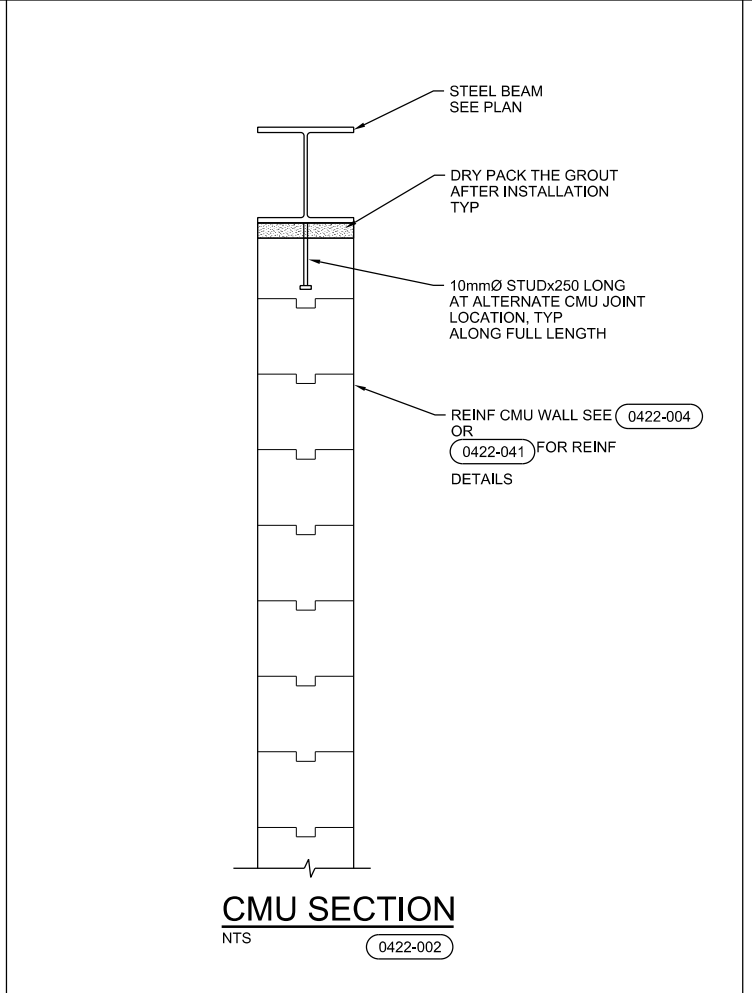 STEEL BEAM
SEE PLAN
DRY PACK THE GROUT
AFTER INSTALLATION
TYP
10mmØ STUDx250 LONG
AT ALTERNATE CMU JOINT
LOCATION, TYP
ALONG FULL LENGTH
REINF CMU WALL SEE 0422-004
OR
0422-041 FOR REINF
DETAILS
CMU SECTION
NTS
0422-002